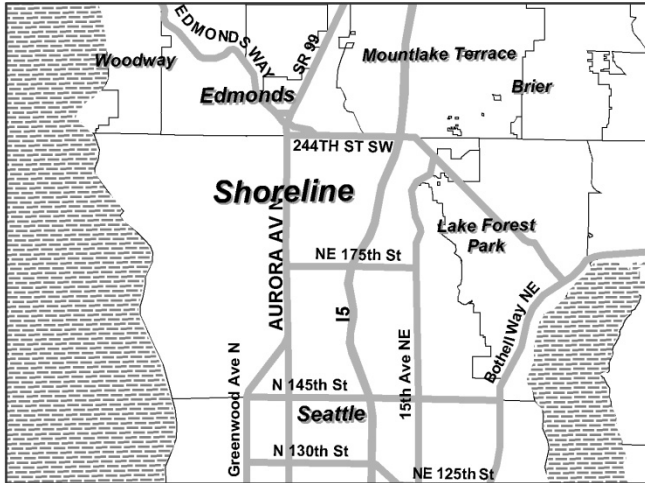 EDMONDS WAY
SR 99
Mountlake Terrace
Woodway
Brier
Edmonds
244TH ST SW
Shoreline
Lake Forest
Park
AURORA AV N
NE 175th St
I5
Bothell Way NE
15th Ave NE
Greenwood Ave N
N 145th St
Seattle
N 130th St
NE 125th St